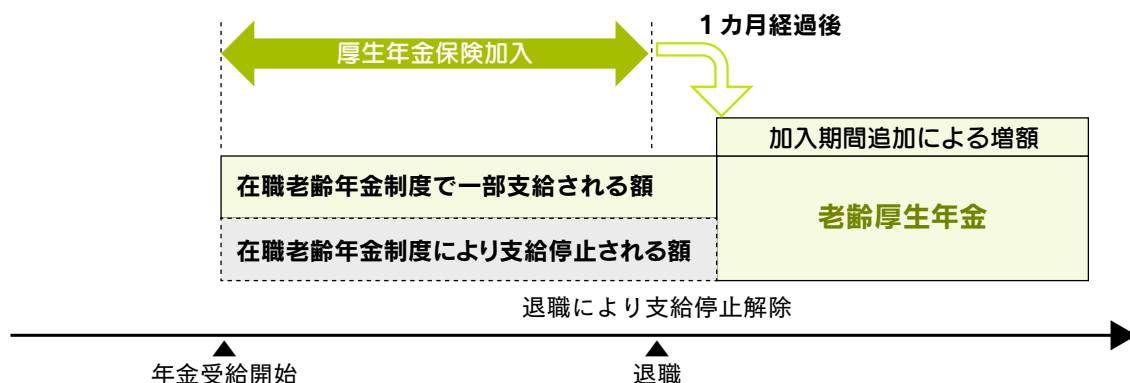 1カ月経過後
厚生年金保険加入
加入期間追加による増額
在職老齢年金制度で一部支給される額
老齢厚生年金
在職老齢年金制度により支給停止される額
退職により支給停止解除
年金受給開始
退職